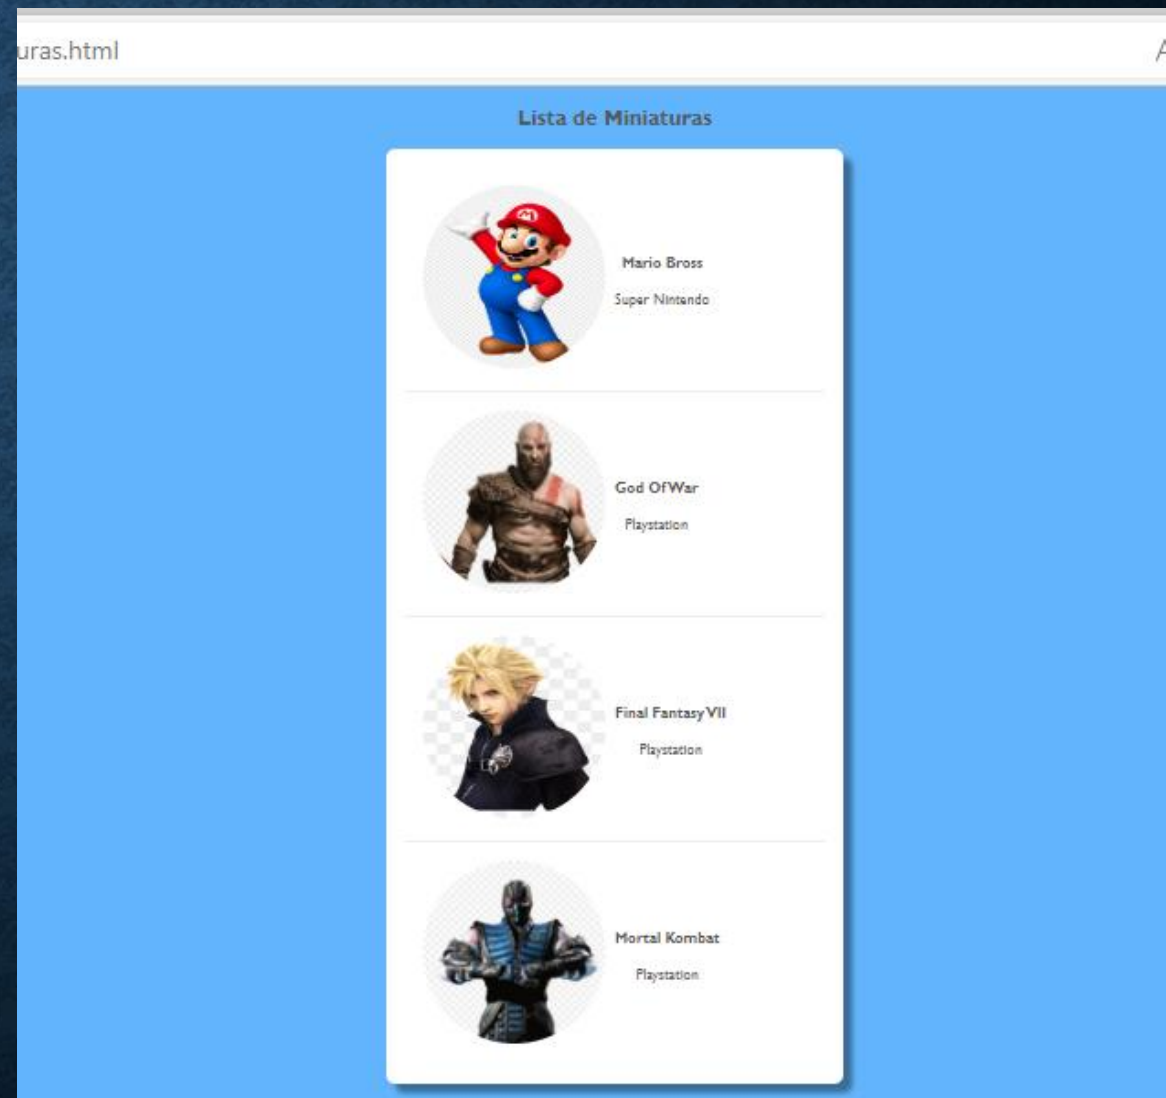 uras.html
Lista de Miniaturas
Mario Bross
Super Nintendo
God Of War
Playstation
Final Fantasy VII
Playstation
Mortal Kombat
Playstation